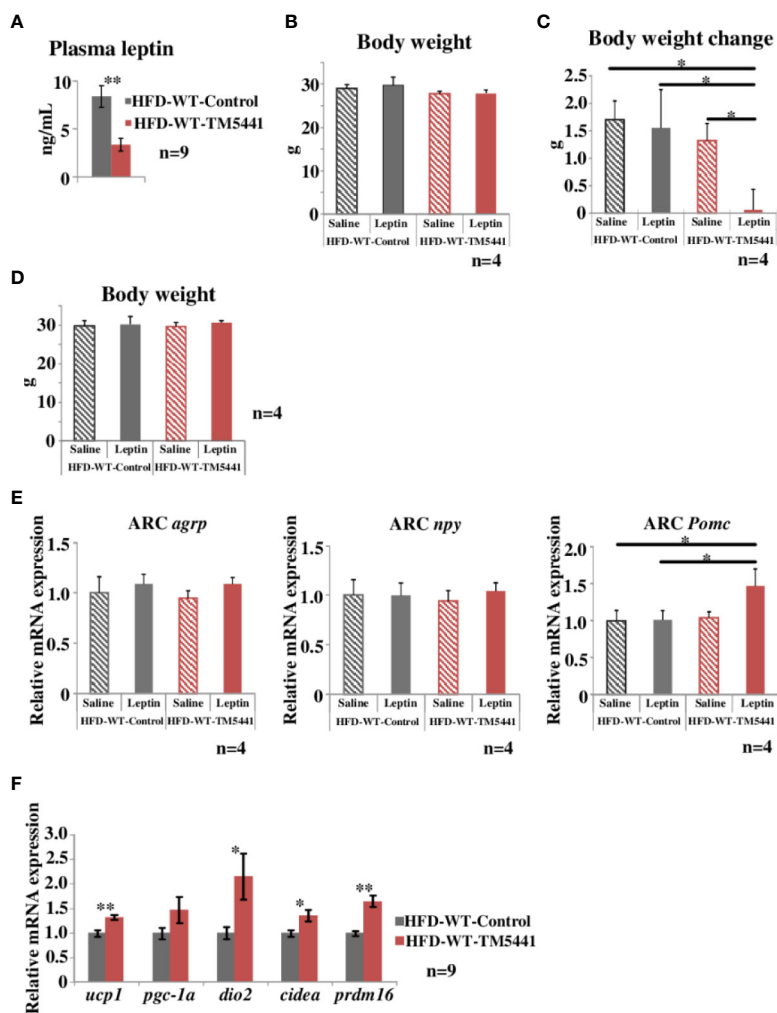 A
Plasma leptin
10
5
0
ng/mL
**
HFD-WT-Control
HFD-WT-TM5441
n=9
B
Body weight
40
30
20
10
0
g
Saline Leptin Saline Leptin
HFD-WT-Control HFD-WT-TM5441
n=4
C
Body weight change
2.5
2.0
1.5
1.0
0.5
0
g
*
*
*
Saline Leptin Saline Leptin
HFD-WT-Control HFD-WT-TM5441
n=4
D
Body weight
30
20
10
0
g
Saline Leptin Saline Leptin
HFD-WT-Control HFD-WT-TM5441
n=4
E
Relative mRNA expression
ARC agrp
1.5
1.0
0.5
0
Saline Leptin Saline Leptin
HFD-WT-Control HFD-WT-TM5441
n=4
Relative mRNA expression
ARC npy
1.5
1.0
0.5
0
Saline Leptin Saline Leptin
HFD-WT-Control HFD-WT-TM5441
n=4
Relative mRNA expression
ARC Pomc
2.0
1.5
1.0
0.5
0
*
*
Saline Leptin Saline Leptin
HFD-WT-Control HFD-WT-TM5441
n=4
F
Relative mRNA expression
3.0
2.5
2.0
1.5
1.0
0.5
0
** * * **
ucp1 pgc-1a dio2 cidea prdm16
HFD-WT-Control
HFD-WT-TM5441
n=9